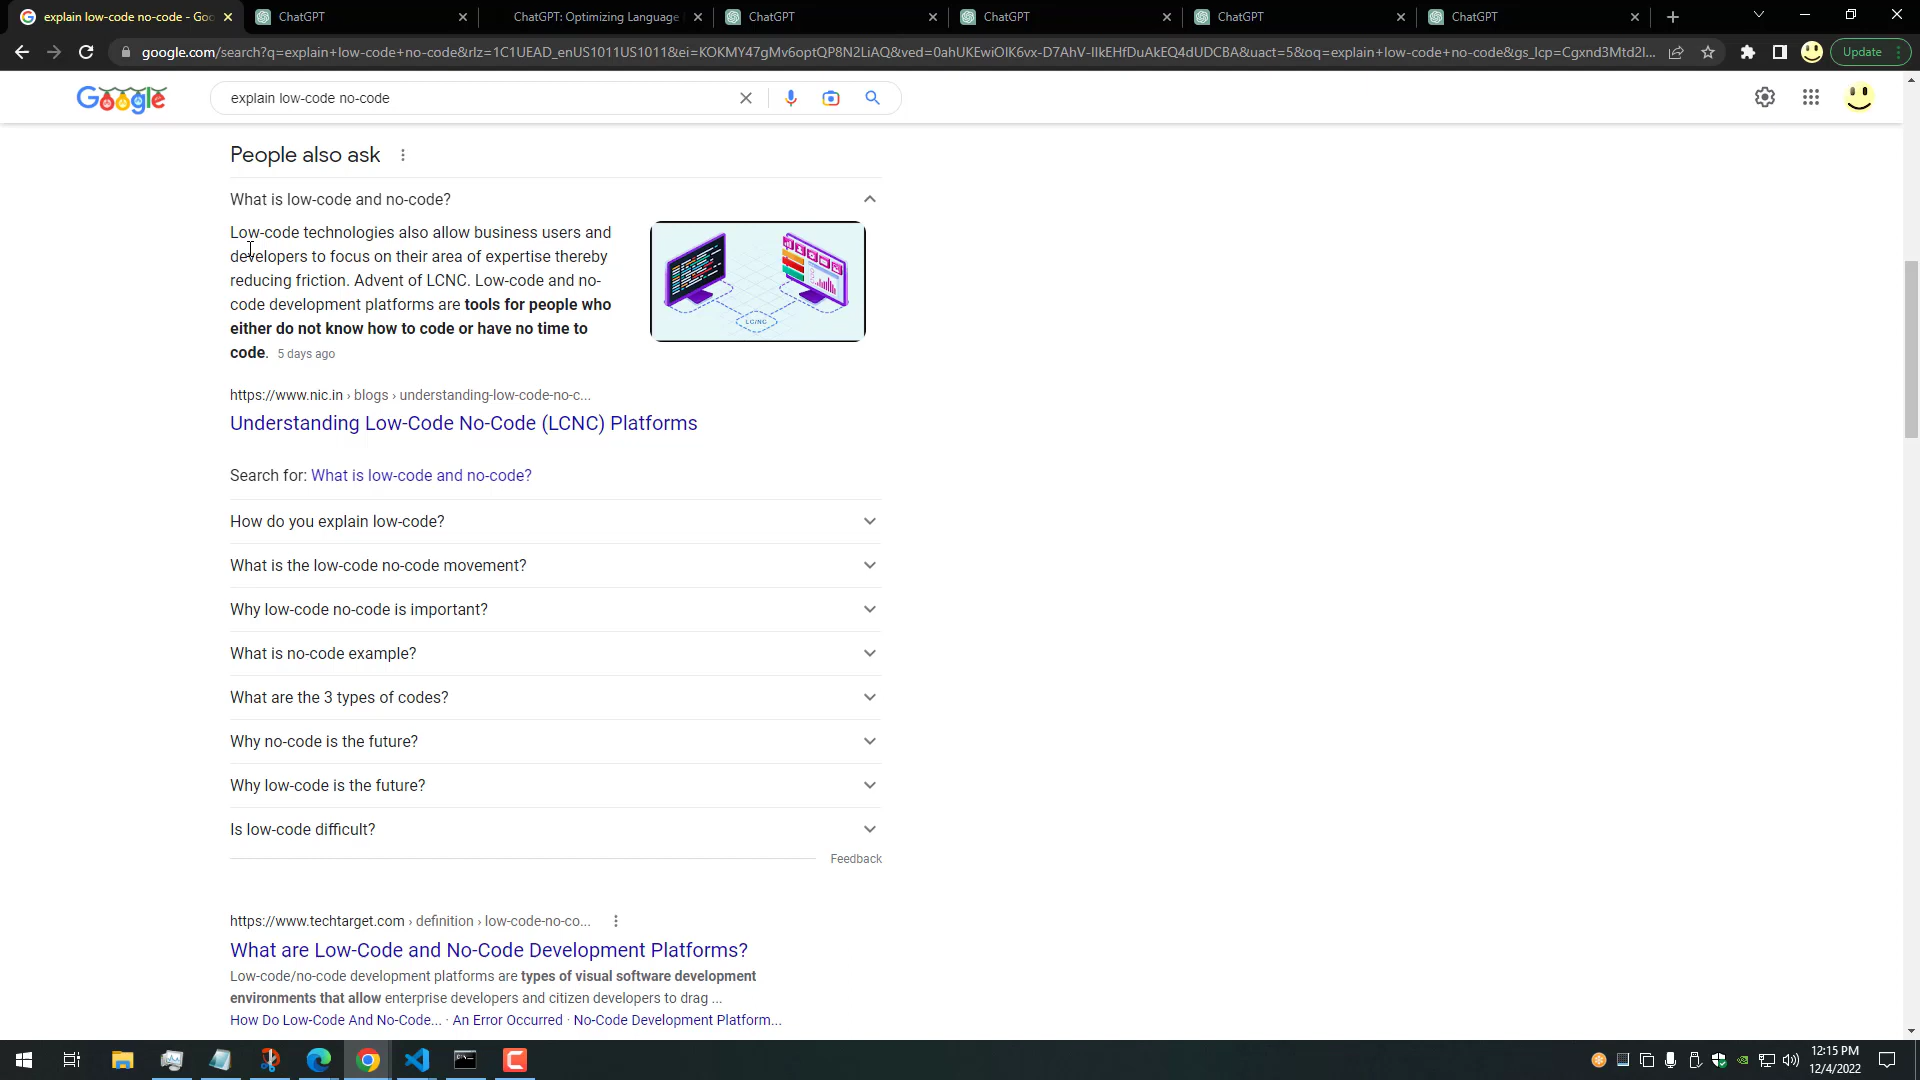 explain low-code no-code - Goo
ChatGPT
ChatGPT: Optimizing Language
ChatGPT
ChatGPT
ChatGPT
ChatGPT
google.com/search?q=explain+low-code+no-code&rlz=1C1UEAD_enUS1011US1011&ei=KOKMY47gMv6optQP8N2LiAQ&ved=0ahUKEwiOIK6vx-D7AhV-IIkEHfDuAkEQ4dUDCBA&uact=5&oq=explain+low-code+no-code&gs_lcp=Cgxnd3Mtd2l...
Update
Google
explain low-code no-code
People also ask
What is low-code and no-code?
Low-code technologies also allow business users and
developers to focus on their area of expertise thereby
reducing friction. Advent of LCNC. Low-code and no-
code development platforms are tools for people who
either do not know how to code or have no time to
code. 5 days ago
LC/NC
https://www.nic.in › blogs › understanding-low-code-no-c...
Understanding Low-Code No-Code (LCNC) Platforms
Search for: What is low-code and no-code?
How do you explain low-code?
What is the low-code no-code movement?
Why low-code no-code is important?
What is no-code example?
What are the 3 types of codes?
Why no-code is the future?
Why low-code is the future?
Is low-code difficult?
Feedback
https://www.techtarget.com › definition › low-code-no-co...
What are Low-Code and No-Code Development Platforms?
Low-code/no-code development platforms are types of visual software development
environments that allow enterprise developers and citizen developers to drag ...
How Do Low-Code And No-Code... · An Error Occurred · No-Code Development Platform...
12:15 PM
12/4/2022